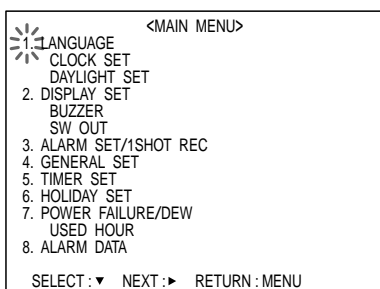 <MAIN MENU>
1. LANGUAGE
CLOCK SET
DAYLIGHT SET
2. DISPLAY SET
BUZZER
SW OUT
3. ALARM SET/1SHOT REC
4. GENERAL SET
5. TIMER SET
6. HOLIDAY SET
7. POWER FAILURE/DEW
USED HOUR
8. ALARM DATA
SELECT : ▼ NEXT : ► RETURN : MENU